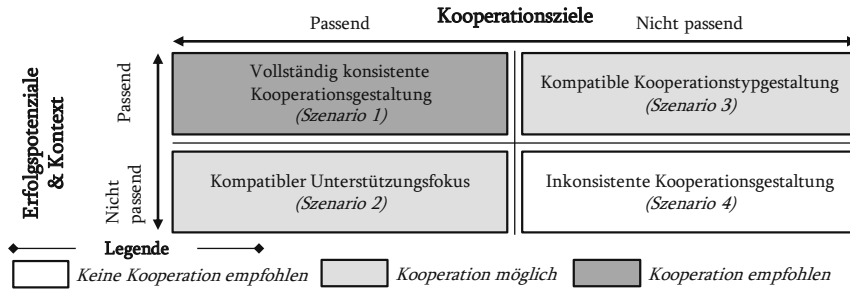 Kooperationsziele
Passend
Nicht passend
Erfolgspotenziale
& Kontext
Passend
Vollständig konsistente
Kooperationsgestaltung
(Szenario 1)
Kompatible Kooperationstypgestaltung
(Szenario 3)
Nicht
passend
Kompatibler Unterstützungsfokus
(Szenario 2)
Inkonsistente Kooperationsgestaltung
(Szenario 4)
Legende
Keine Kooperation empfohlen
Kooperation möglich
Kooperation empfohlen